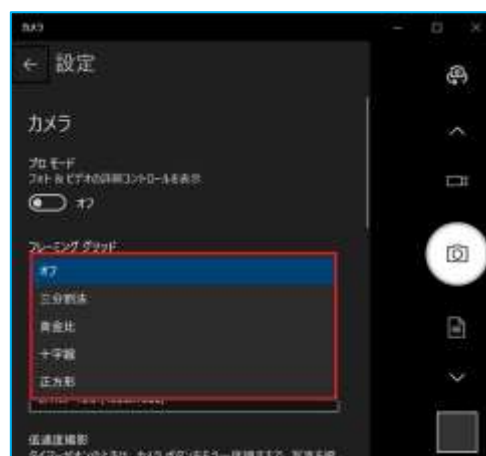 カメラ
設定
カメラ
プロ モード
フォト & ビデオの詳細コントロールを表示
オフ
フレーミング グリッド
オフ
三分割法
黄金比
十字線
正方形
低速度撮影